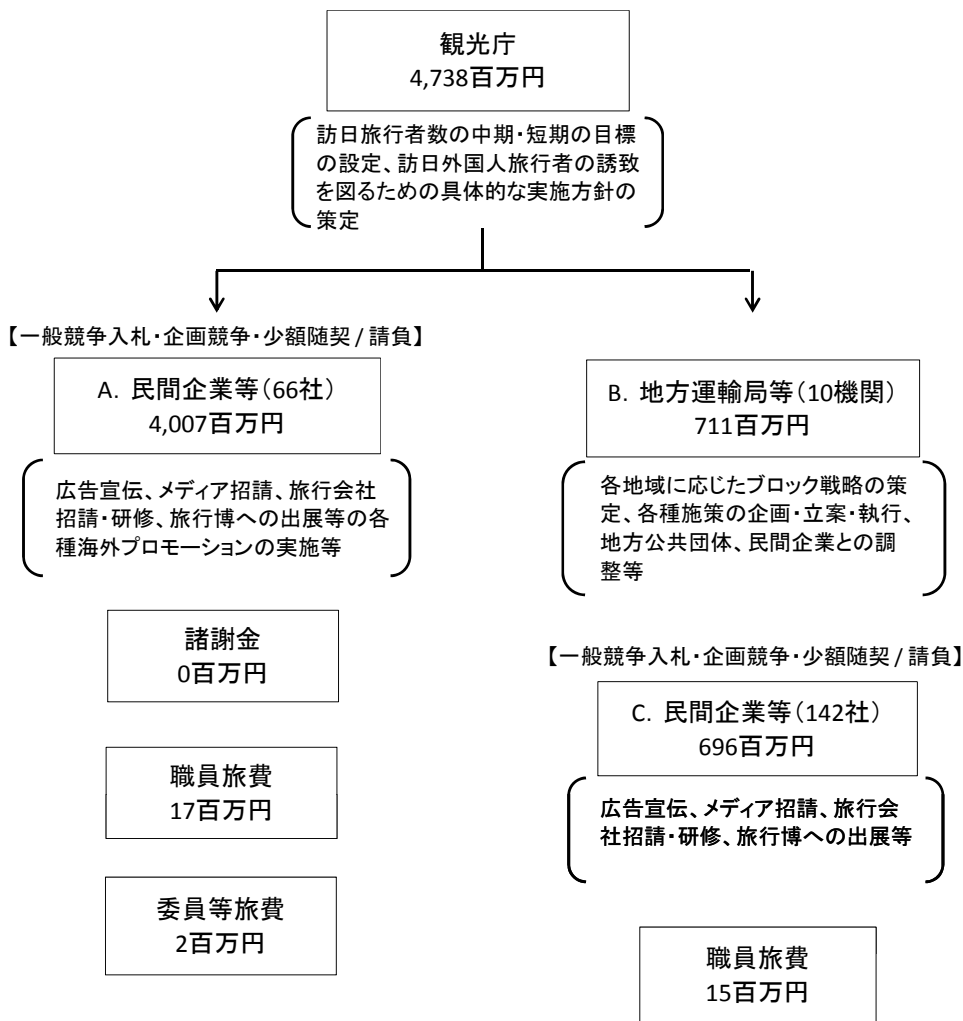 観光庁
4,738百万円
訪日旅行者数の中期・短期の目標
の設定、訪日外国人旅行者の誘致
を図るための具体的な実施方針の
策定
【一般競争入札・企画競争・少額随契 / 請負】
A. 民間企業等（66社）
4,007百万円
広告宣伝、メディア招請、旅行会社
招請・研修、旅行博への出展等の各
種海外プロモーションの実施等
諸謝金
0百万円
職員旅費
17百万円
委員等旅費
2百万円
B. 地方運輸局等（10機関）
711百万円
各地域に応じたブロック戦略の策
定、各種施策の企画・立案・執行、
地方公共団体、民間企業との調
整等
【一般競争入札・企画競争・少額随契 / 請負】
C. 民間企業等（142社）
696百万円
広告宣伝、メディア招請、旅行会
社招請・研修、旅行博への出展等
職員旅費
15百万円